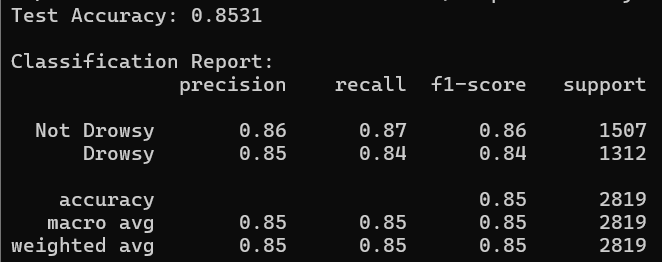 Test Accuracy: 0.8531
Classification Report:
precision recall f1-score support
Not Drowsy 0.86 0.87 0.86 1507
Drowsy 0.85 0.84 0.84 1312
accuracy 0.85 2819
macro avg 0.85 0.85 0.85 2819
weighted avg 0.85 0.85 0.85 2819